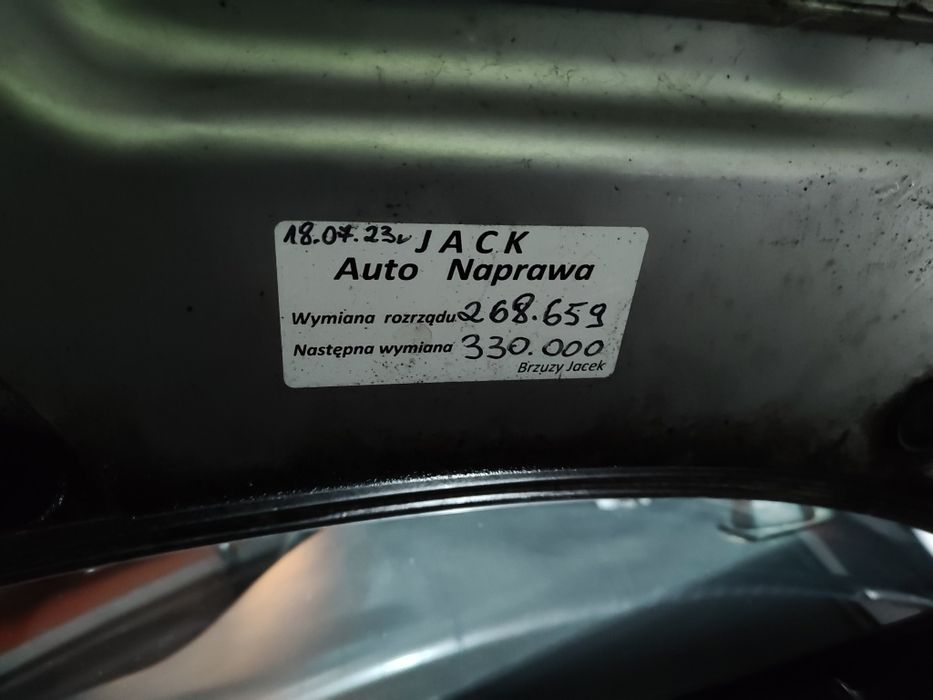 18.07.23r JACK
Auto Naprawa
Wymiana rozrządu 268.659
Następna wymiana 330.000
Brzuzy Jacek